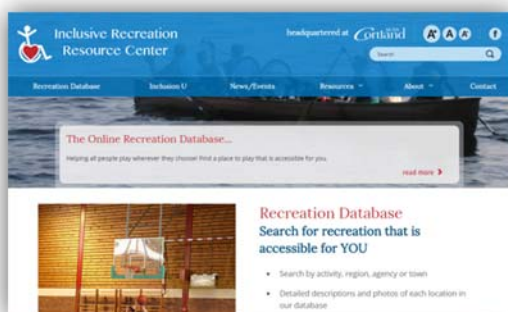 Inclusive Recreation
Resource Center
headquartered at Cortland
A+ A A-
f
Search
Recreation Database Inclusion U News/Events Resources About Contact
The Online Recreation Database...
Helping all people play wherever they choose! Find a place to play that is accessible for you.
read more
Recreation Database
Search for recreation that is
accessible for YOU
Search by activity, region, agency or town
Detailed descriptions and photos of each location in
our database